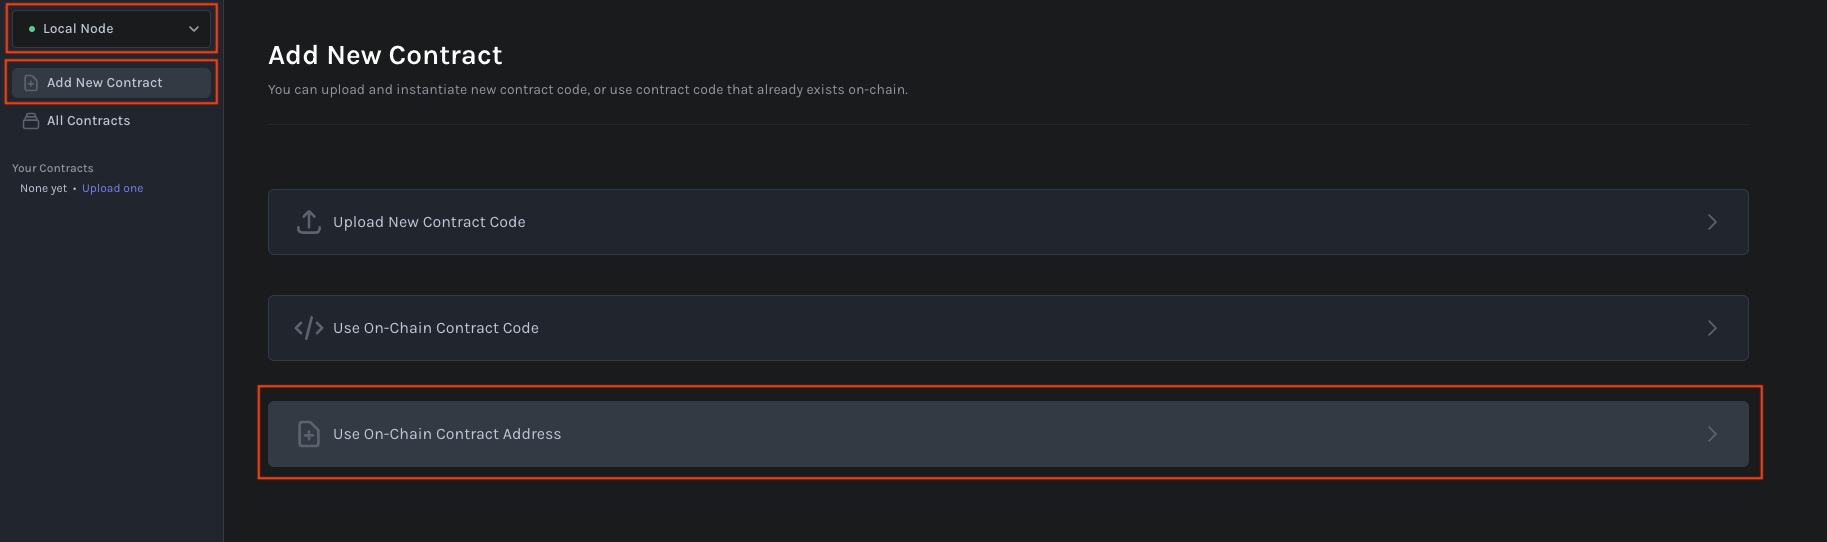 Local Node
Add New Contract
All Contracts
Your Contracts
None yet • Upload one
Add New Contract
You can upload and instantiate new contract code, or use contract code that already exists on-chain.
Upload New Contract Code
Use On-Chain Contract Code
Use On-Chain Contract Address